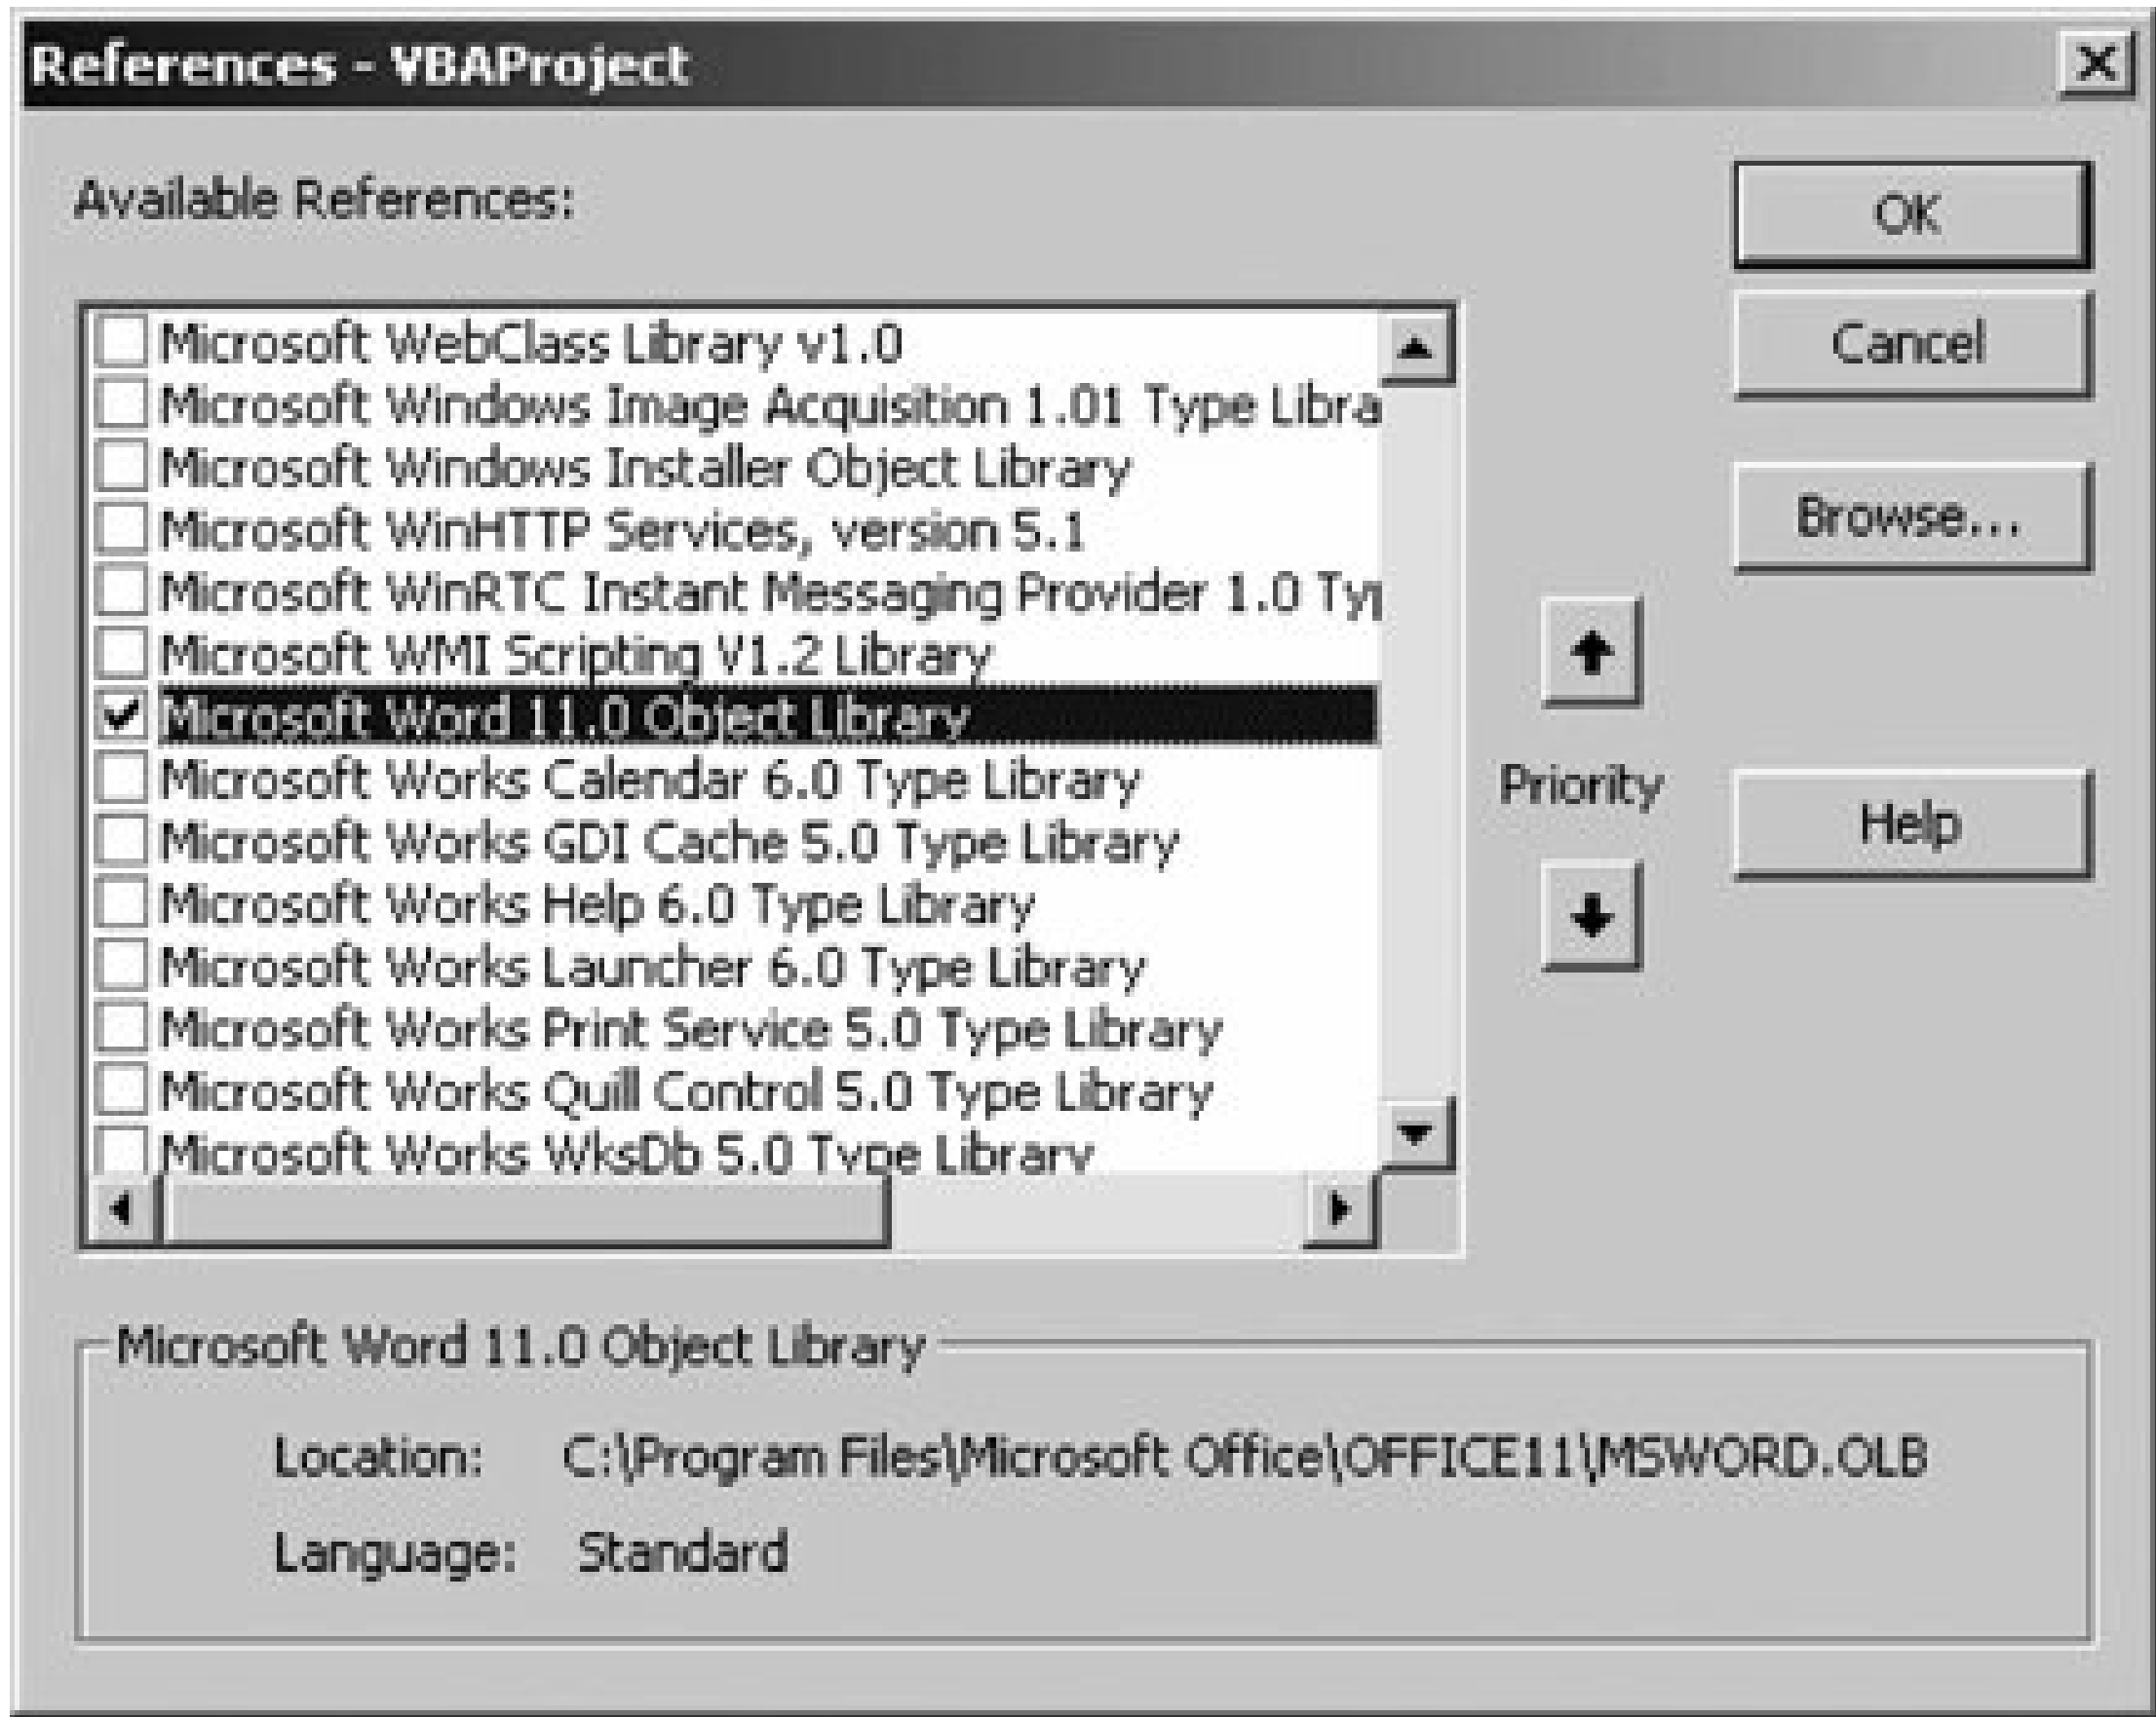 References - VBAProject
Available References:
OK
Cancel
Browse...
Priority
Help
Microsoft WebClass Library v1.0
Microsoft Windows Image Acquisition 1.01 Type Libra
Microsoft Windows Installer Object Library
Microsoft WinHTTP Services, version 5.1
Microsoft WinRTC Instant Messaging Provider 1.0 Typ
Microsoft WMI Scripting V1.2 Library
Microsoft Word 11.0 Object Library
Microsoft Works Calendar 6.0 Type Library
Microsoft Works GDI Cache 5.0 Type Library
Microsoft Works Help 6.0 Type Library
Microsoft Works Launcher 6.0 Type Library
Microsoft Works Print Service 5.0 Type Library
Microsoft Works Quill Control 5.0 Type Library
Microsoft Works WksDb 5.0 Type Library
Microsoft Word 11.0 Object Library
Location: C:\Program Files\Microsoft Office\OFFICE11\MSWORD.OLB
Language: Standard